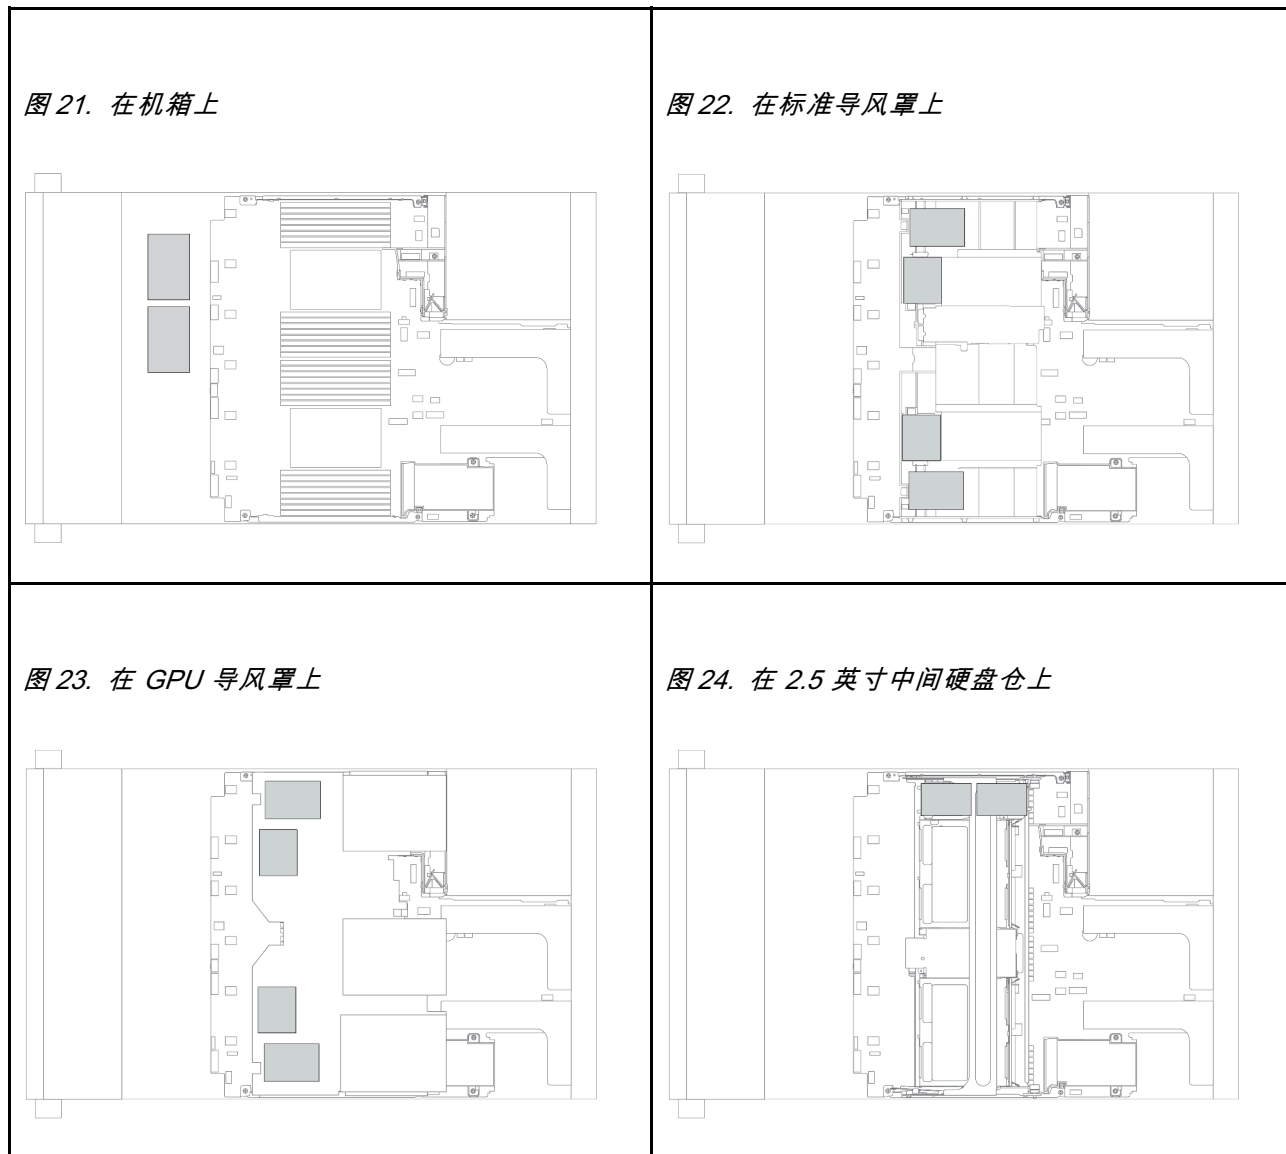 图 21. 在机箱上
图 22. 在标准导风罩上
图 23. 在 GPU 导风罩上
图 24. 在 2.5 英寸中间硬盘仓上